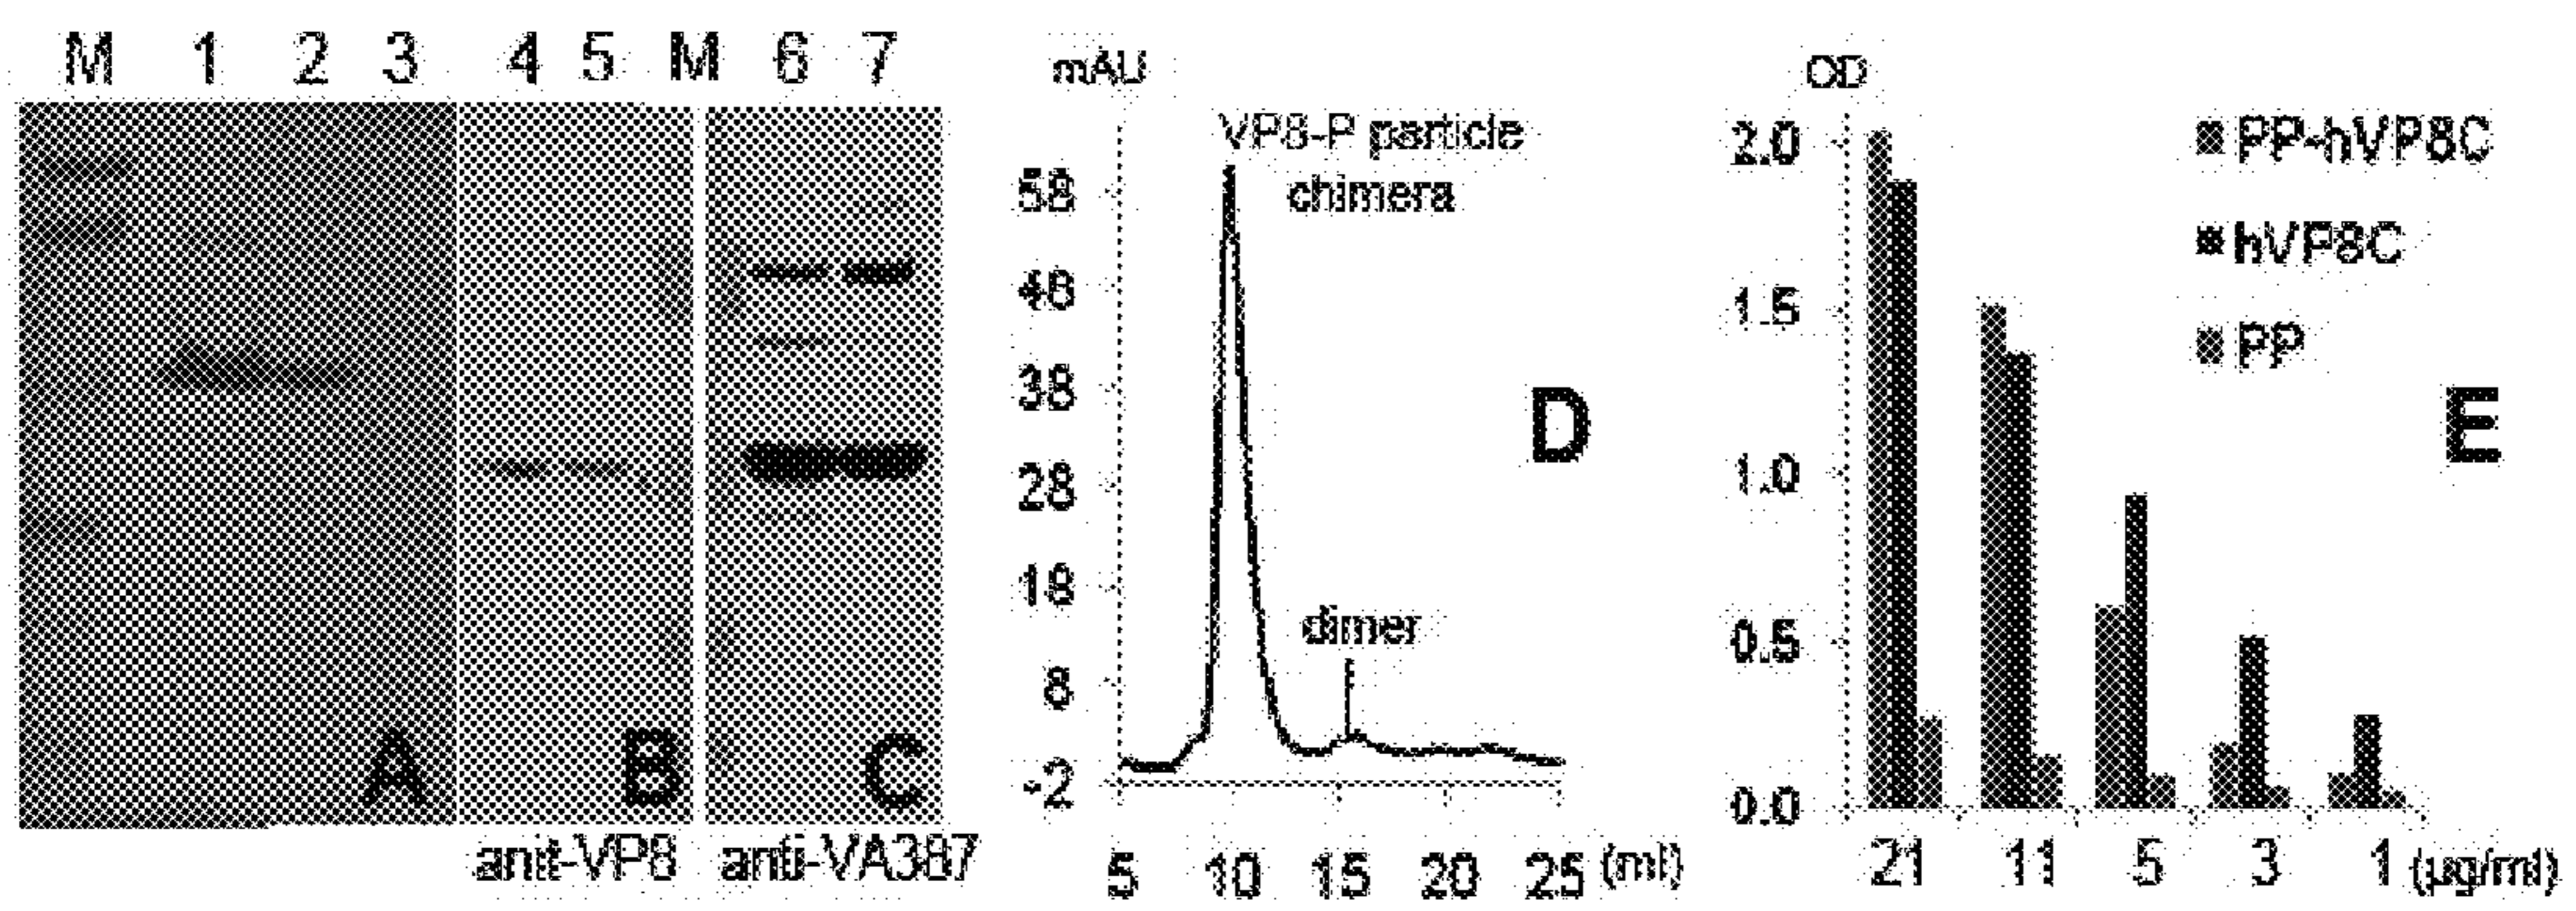 M 1 2 3 4 5 M 6 7
A
B
C
anit-VP8
anti-VA387
mAU
VP8-P particle
chimera
58
48
38
28
18
8
-2
dimer
D
5 10 15 20 25 (ml)
OD
2.0
1.5
1.0
0.5
0.0
PP-hVP8C
hVP8C
PP
E
21 11 5 3 1 (µg/ml)